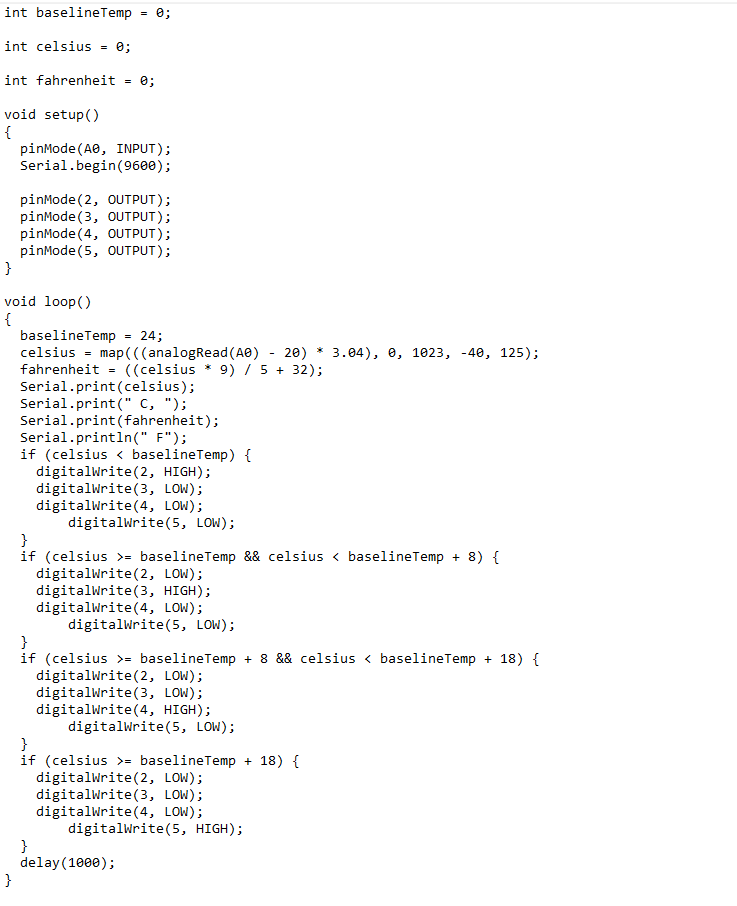 int baselineTemp = 0;

int celsius = 0;

int fahrenheit = 0;

void setup()
{
  pinMode(A0, INPUT);
  Serial.begin(9600);

  pinMode(2, OUTPUT);
  pinMode(3, OUTPUT);
  pinMode(4, OUTPUT);
  pinMode(5, OUTPUT);
}

void loop()
{
  baselineTemp = 24;
  celsius = map(((analogRead(A0) - 20) * 3.04), 0, 1023, -40, 125);
  fahrenheit = ((celsius * 9) / 5 + 32);
  Serial.print(celsius);
  Serial.print(" C, ");
  Serial.print(fahrenheit);
  Serial.println(" F");
  if (celsius < baselineTemp) {
    digitalWrite(2, HIGH);
    digitalWrite(3, LOW);
    digitalWrite(4, LOW);
        digitalWrite(5, LOW);
  }
  if (celsius >= baselineTemp && celsius < baselineTemp + 8) {
    digitalWrite(2, LOW);
    digitalWrite(3, HIGH);
    digitalWrite(4, LOW);
        digitalWrite(5, LOW);
  }
  if (celsius >= baselineTemp + 8 && celsius < baselineTemp + 18) {
    digitalWrite(2, LOW);
    digitalWrite(3, LOW);
    digitalWrite(4, HIGH);
        digitalWrite(5, LOW);
  }
  if (celsius >= baselineTemp + 18) {
    digitalWrite(2, LOW);
    digitalWrite(3, LOW);
    digitalWrite(4, LOW);
        digitalWrite(5, HIGH);
  }
  delay(1000);
}